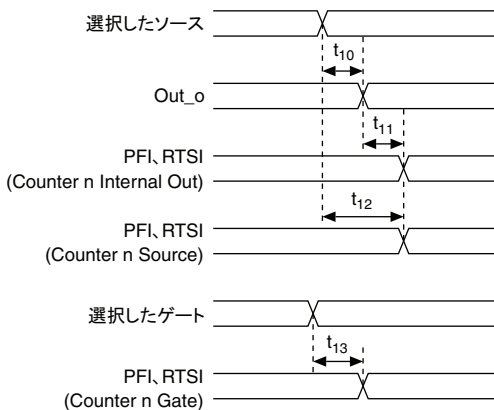 選択したソース
t10
Out_o
t11
PFI、RTSI
(Counter n Internal Out)
t12
PFI、RTSI
(Counter n Source)
選択したゲート
t13
PFI、RTSI
(Counter n Gate)